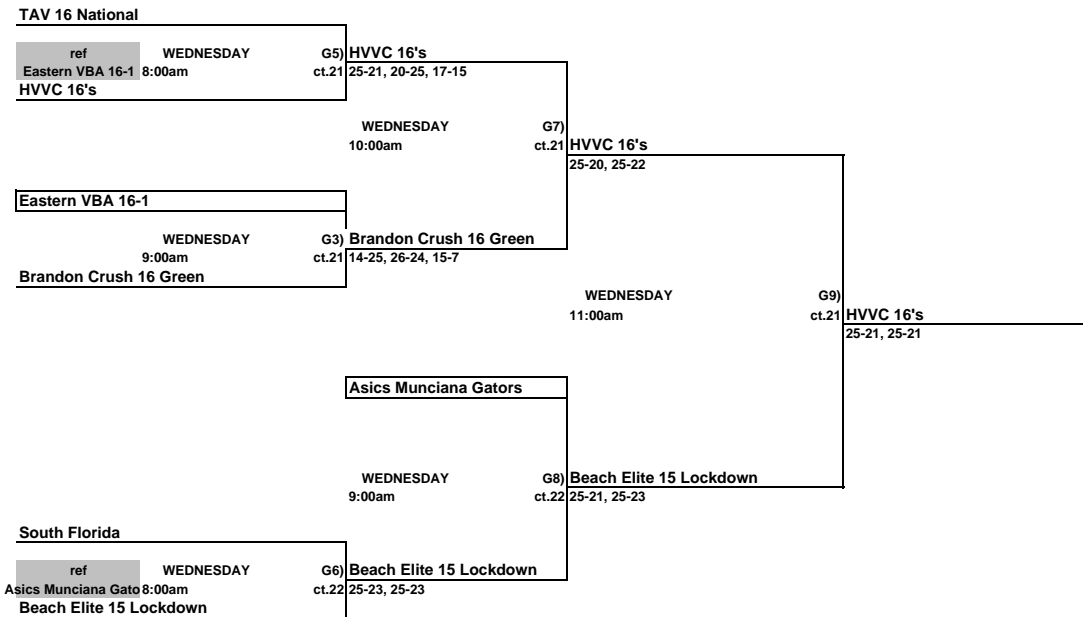 TAV 16 National
ref WEDNESDAY G5) HVVC 16's
Eastern VBA 16-1 8:00am ct.21 25-21, 20-25, 17-15
HVVC 16's
WEDNESDAY G7)
10:00am ct.21 HVVC 16's
25-20, 25-22
Eastern VBA 16-1
WEDNESDAY G3) Brandon Crush 16 Green
9:00am ct.21 14-25, 26-24, 15-7
Brandon Crush 16 Green
WEDNESDAY G9)
11:00am ct.21 HVVC 16's
25-21, 25-21
Asics Munciana Gators
WEDNESDAY G8) Beach Elite 15 Lockdown
9:00am ct.22 25-21, 25-23
South Florida
ref WEDNESDAY G6) Beach Elite 15 Lockdown
Asics Munciana Gato 8:00am ct.22 25-23, 25-23
Beach Elite 15 Lockdown